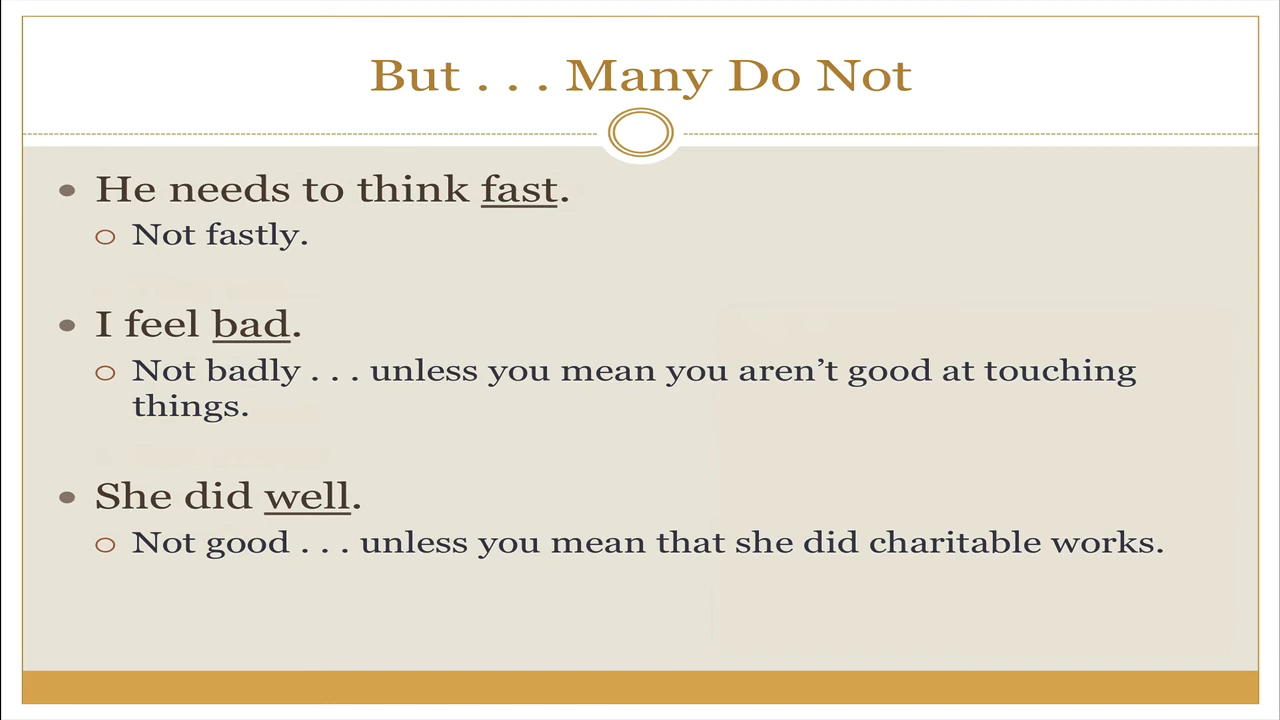 But . . . Many Do Not
• He needs to think fast.
○ Not fastly.
• I feel bad.
○ Not badly . . . unless you mean you aren’t good at touching
things.
• She did well.
○ Not good . . . unless you mean that she did charitable works.